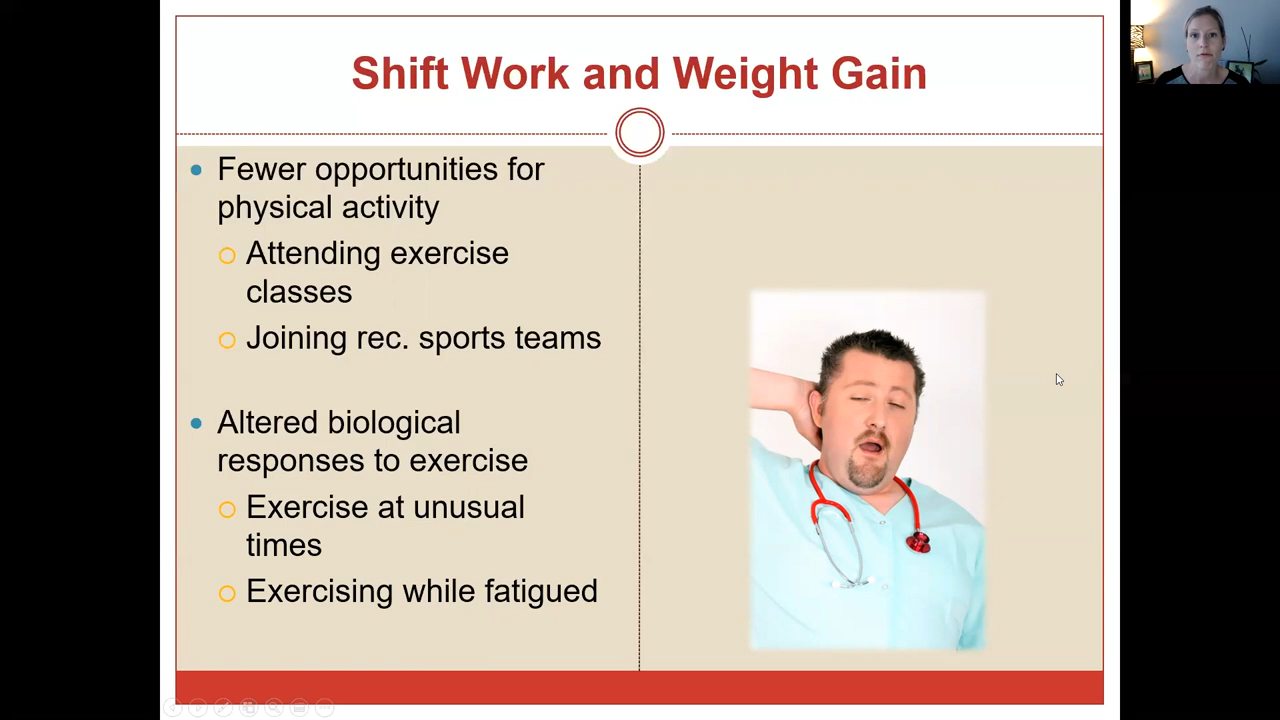 Shift Work and Weight Gain
Fewer opportunities for
physical activity
Attending exercise
classes
Joining rec. sports teams
Altered biological
responses to exercise
Exercise at unusual
times
Exercising while fatigued